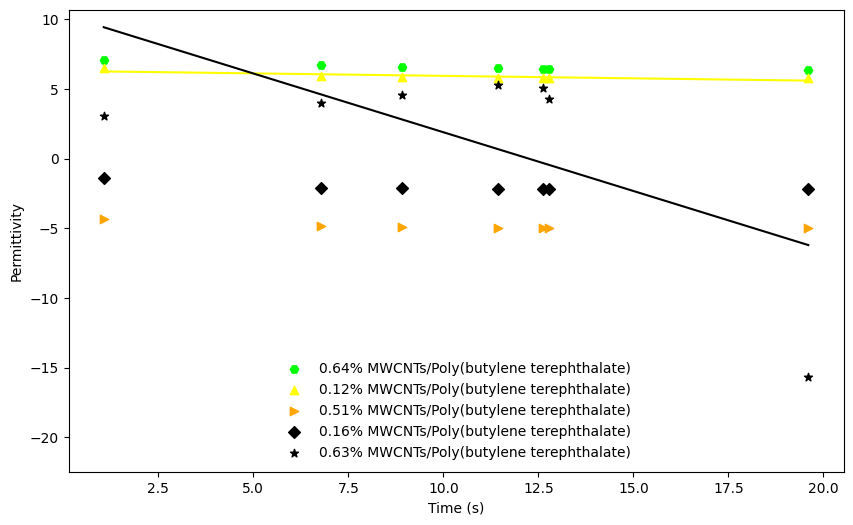 10
5
0
−5
−10
−15
−20
Permittivity
0.64% MWCNTs/Poly(butylene terephthalate)
0.12% MWCNTs/Poly(butylene terephthalate)
0.51% MWCNTs/Poly(butylene terephthalate)
0.16% MWCNTs/Poly(butylene terephthalate)
0.63% MWCNTs/Poly(butylene terephthalate)
2.5 5.0 7.5 10.0 12.5 15.0 17.5 20.0
Time (s)